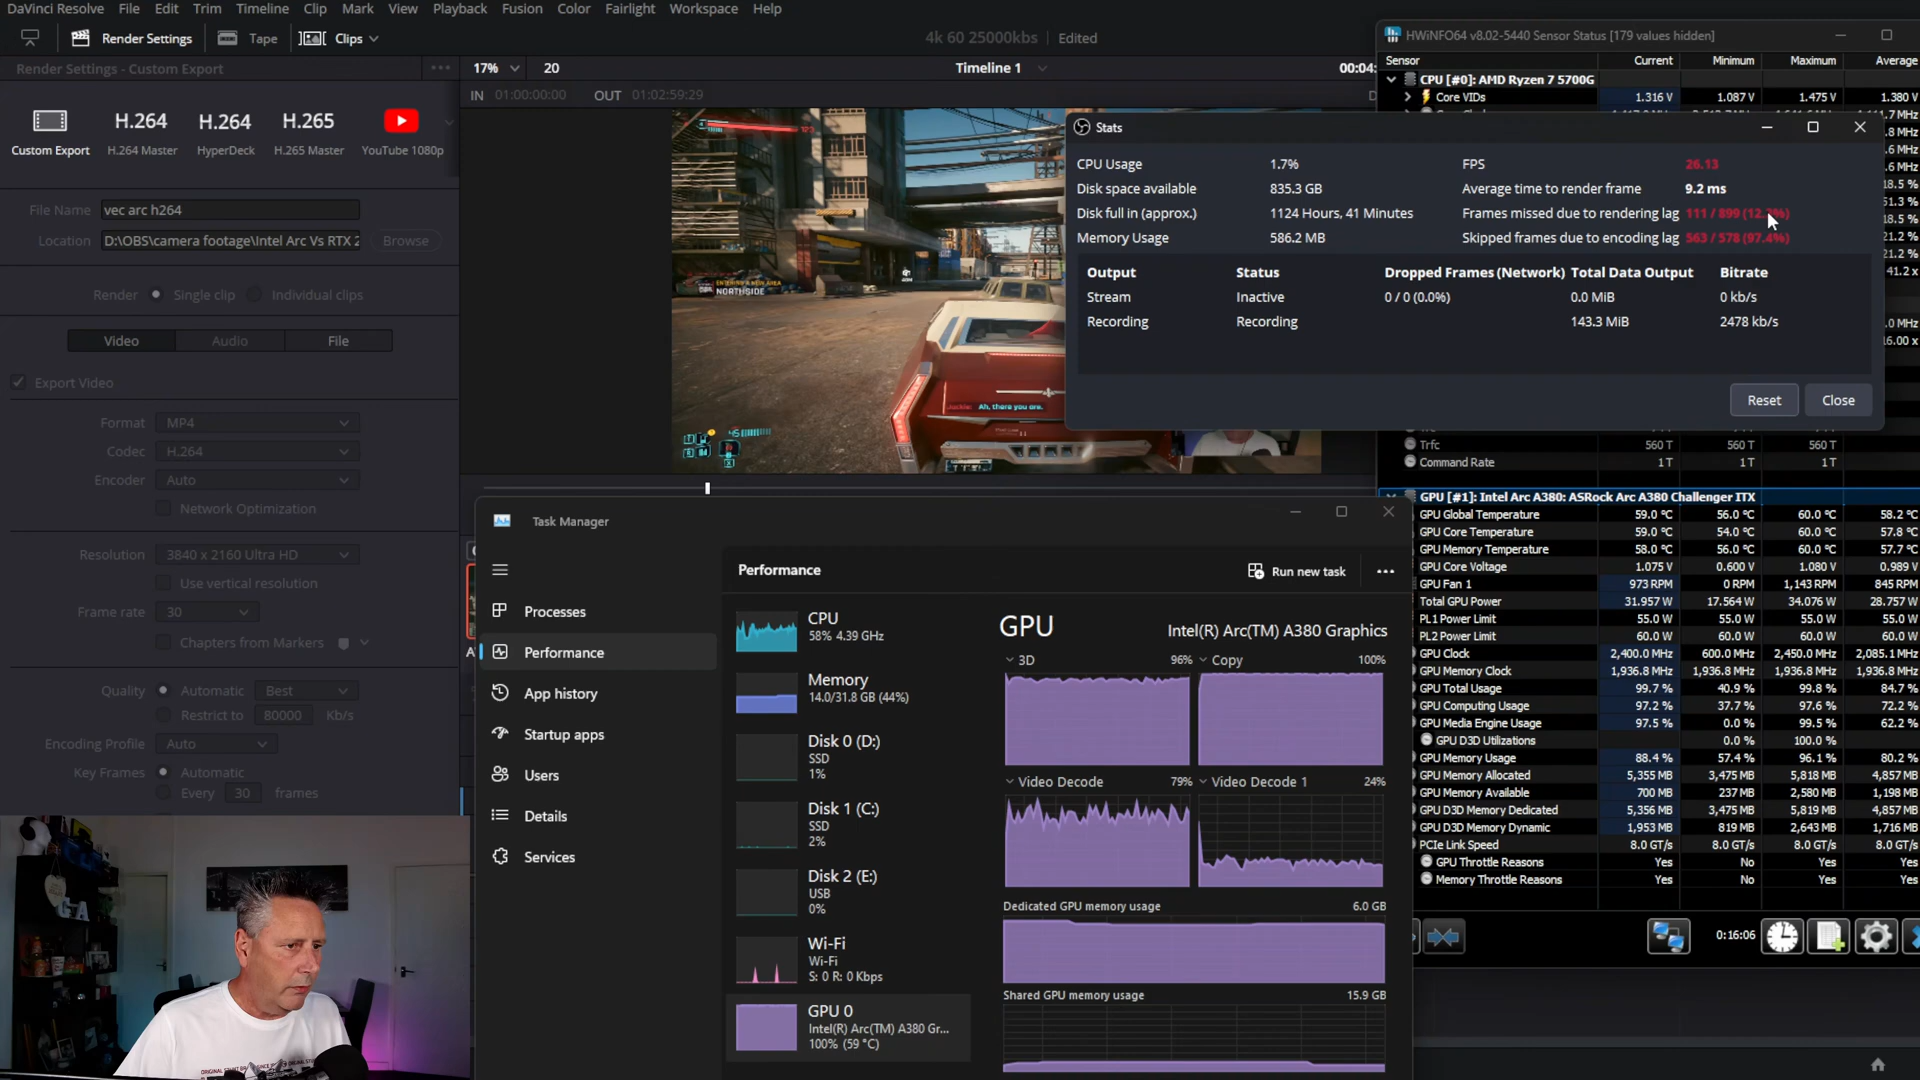 DaVinci Resolve File Edit Trim Timeline Clip Mark View Playback Fusion Color Fairlight Workspace Help
Render Settings Tape Clips
4k 60 25000kbs Edited
Render Settings - Custom Export
17% 20 Timeline 1 00:04:
IN 01:00:00:00 OUT 01:02:59:29
H.264 H.264 H.265
Custom Export H.264 Master HyperDeck H.265 Master YouTube 1080p
File Name vec arc h264
Location D:\OBS\camera footage\Intel Arc Vs RTX 2 Browse
Render Single clip Individual clips
Video Audio File
Export Video
Format MP4
Codec H.264
Encoder Auto
Network Optimization
Resolution 3840 x 2160 Ultra HD
Use vertical resolution
Frame rate 30
Chapters from Markers
Quality Automatic Best
Restrict to 80000 Kb/s
Encoding Profile Auto
Key Frames Automatic
Every 30 frames
ENTERING A NEW AREA
NORTHSIDE
Jackie: Ah, there you are.
HWiNFO64 v8.02-5440 Sensor Status [179 values hidden]
Sensor Current Minimum Maximum Average
CPU [#0]: AMD Ryzen 7 5700G
Core VIDs 1.316 V 1.087 V 1.475 V 1.380 V
Stats
CPU Usage 1.7% FPS 26.13
Disk space available 835.3 GB Average time to render frame 9.2 ms
Disk full in (approx.) 1124 Hours, 41 Minutes Frames missed due to rendering lag 111 / 899 (12.
Memory Usage 586.2 MB Skipped frames due to encoding lag 563 / 578 (97.4%)
Output Status Dropped Frames (Network) Total Data Output Bitrate
Stream Inactive 0 / 0 (0.0%) 0.0 MiB 0 kb/s
Recording Recording 143.3 MiB 2478 kb/s
Reset Close
Trfc 560 T 560 T 560 T
Command Rate 1T 1T 1T
GPU [#1]: Intel Arc A380: ASRock Arc A380 Challenger ITX
GPU Global Temperature 59.0 °C 56.0 °C 60.0 °C 58.2 °C
GPU Core Temperature 59.0 °C 54.0 °C 60.0 °C 57.8 °C
GPU Memory Temperature 58.0 °C 56.0 °C 60.0 °C 57.7 °C
GPU Core Voltage 1.075 V 0.600 V 1.080 V 0.989 V
GPU Fan 1 973 RPM 0 RPM 1,143 RPM 845 RPM
Total GPU Power 31.957 W 17.564 W 34.076 W 28.757 W
PL1 Power Limit 55.0 W 55.0 W 55.0 W 55.0 W
PL2 Power Limit 60.0 W 60.0 W 60.0 W 60.0 W
GPU Clock 2,400.0 MHz 600.0 MHz 2,450.0 MHz 2,085.1 MHz
GPU Memory Clock 1,936.8 MHz 1,936.8 MHz 1,936.8 MHz 1,936.8 MHz
GPU Total Usage 99.7 % 40.9 % 99.8 % 84.7 %
GPU Computing Usage 97.2 % 37.7 % 97.6 % 72.2 %
GPU Media Engine Usage 97.5 % 0.0 % 99.5 % 62.2 %
GPU D3D Utilizations 0.0 % 100.0 %
GPU Memory Usage 88.4 % 57.4 % 96.1 % 80.2 %
GPU Memory Allocated 5,355 MB 3,475 MB 5,818 MB 4,857 MB
GPU Memory Available 700 MB 237 MB 2,580 MB 1,198 MB
GPU D3D Memory Dedicated 5,356 MB 3,475 MB 5,819 MB 4,857 MB
GPU D3D Memory Dynamic 1,953 MB 819 MB 2,643 MB 1,716 MB
PCIe Link Speed 8.0 GT/s 8.0 GT/s 8.0 GT/s 8.0 GT/s
GPU Throttle Reasons Yes No Yes Yes
Memory Throttle Reasons Yes No Yes Yes
0:16:06
Task Manager
Performance Run new task
Processes
Performance
App history
Startup apps
Users
Details
Services
CPU
58% 4.39 GHz
Memory
14.0/31.8 GB (44%)
Disk 0 (D:)
SSD
1%
Disk 1 (C:)
SSD
2%
Disk 2 (E:)
USB
0%
Wi-Fi
Wi-Fi
S: 0 R: 0 Kbps
GPU 0
Intel(R) Arc(TM) A380 Gr...
100% (59 °C)
GPU Intel(R) Arc(TM) A380 Graphics
3D 96% Copy 100%
Video Decode 79% Video Decode 1 24%
Dedicated GPU memory usage 6.0 GB
Shared GPU memory usage 15.9 GB